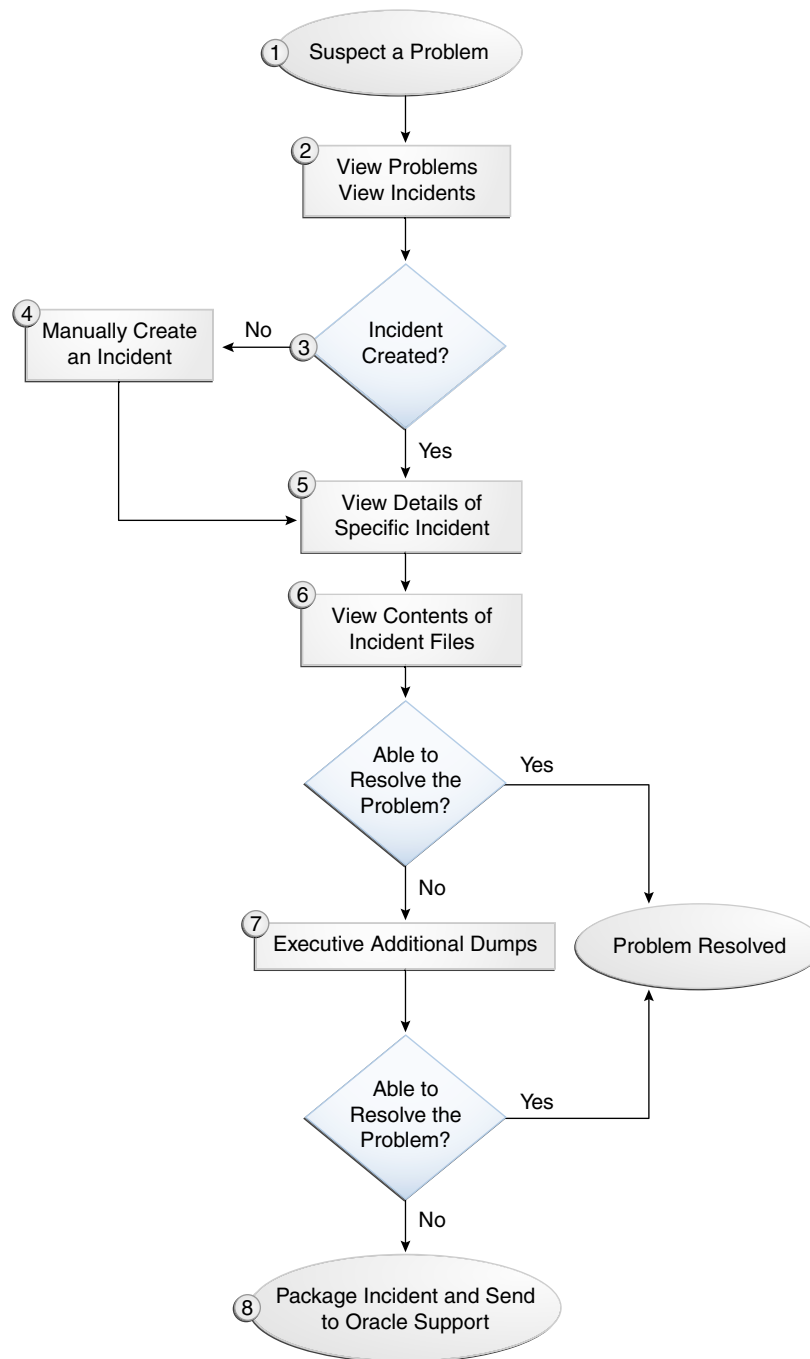 1
Suspect a Problem
2
View Problems
View Incidents
4
Manually Create
an Incident
No
3
Incident
Created?
Yes
5
View Details of
Specific Incident
6
View Contents of
Incident Files
Able to
Resolve the
Problem?
Yes
No
7
Executive Additional Dumps
Problem Resolved
Able to
Resolve the
Problem?
Yes
No
8
Package Incident and Send
to Oracle Support